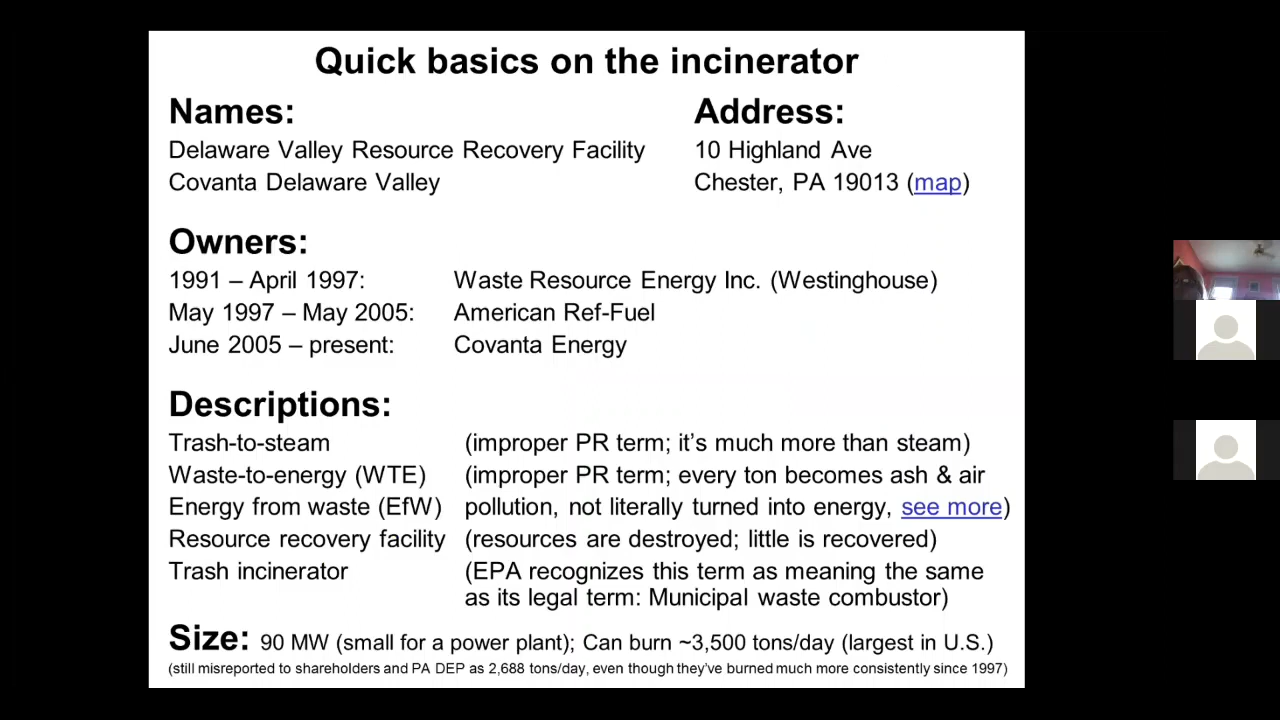 Quick basics on the incinerator
Names:
Delaware Valley Resource Recovery Facility
Covanta Delaware Valley
Address:
10 Highland Ave
Chester, PA 19013 (map)
Owners:
1991 – April 1997: Waste Resource Energy Inc. (Westinghouse)
May 1997 – May 2005: American Ref-Fuel
June 2005 – present: Covanta Energy
Descriptions:
Trash-to-steam (improper PR term; it’s much more than steam)
Waste-to-energy (WTE) (improper PR term; every ton becomes ash & air
Energy from waste (EfW) pollution, not literally turned into energy, see more)
Resource recovery facility (resources are destroyed; little is recovered)
Trash incinerator (EPA recognizes this term as meaning the same
as its legal term: Municipal waste combustor)
Size: 90 MW (small for a power plant); Can burn ~3,500 tons/day (largest in U.S.)
(still misreported to shareholders and PA DEP as 2,688 tons/day, even though they’ve burned much more consistently since 1997)